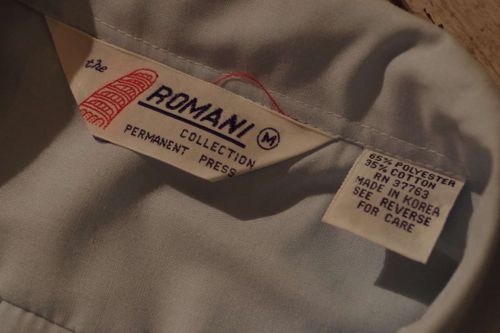 the
ROMANI
COLLECTION
PERMANENT PRESS
M
65% POLYESTER
35% COTTON
RN 37763
MADE IN KOREA
SEE REVERSE
FOR CARE